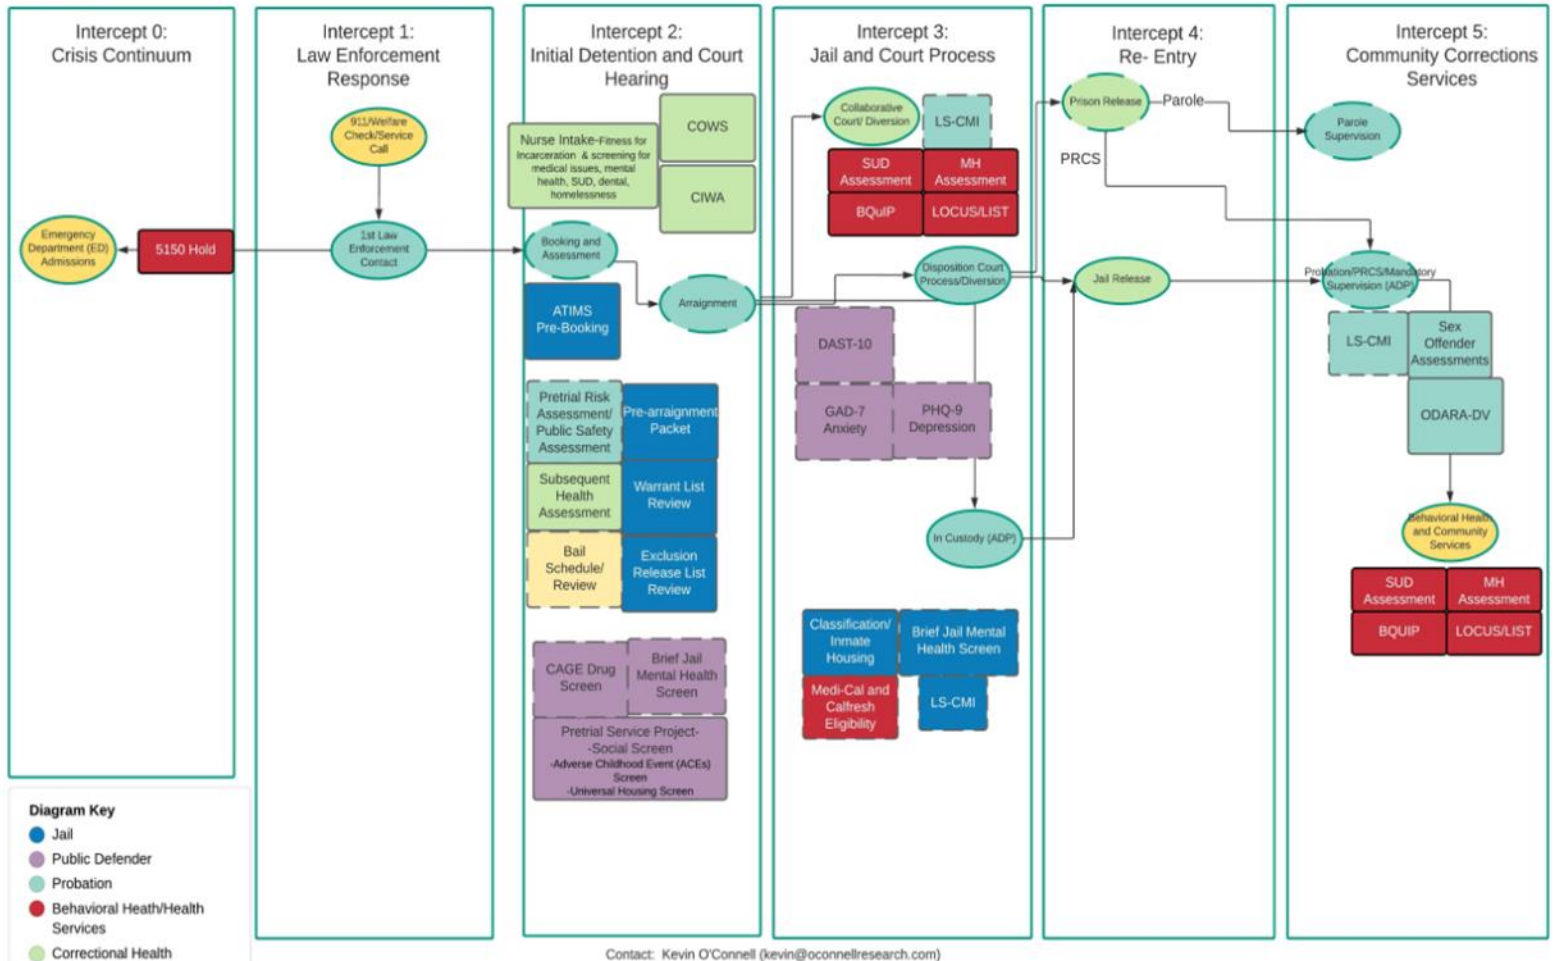 Intercept 0:
Crisis Continuum
Emergency
Department (ED)
Admissions
5150 Hold
Intercept 1:
Law Enforcement
Response
911/Welfare
Check/Service
Call
1st Law
Enforcement
Contact
Intercept 2:
Initial Detention and Court
Hearing
Nurse Intake-Fitness for
Incarceration & screening for
medical issues, mental
health, SUD, dental,
homelessness
COWS
CIWA
Booking and
Assessment
Arraignment
ATIMS
Pre-Booking
Pretrial Risk
Assessment/
Public Safety
Assessment
Pre-arraignment
Packet
Subsequent
Health
Assessment
Warrant List
Review
Bail
Schedule/
Review
Exclusion
Release List
Review
CAGE Drug
Screen
Brief Jail
Mental Health
Screen
Pretrial Service Project-
-Social Screen
-Adverse Childhood Event (ACEs)
Screen
-Universal Housing Screen
Intercept 3:
Jail and Court Process
Collaborative
Court/ Diversion
LS-CMI
SUD
Assessment
MH
Assessment
BQuIP
LOCUS/LIST
Disposition Court
Process/Diversion
DAST-10
GAD-7
Anxiety
PHQ-9
Depression
In Custody (ADP)
Classification/
Inmate
Housing
Brief Jail Mental
Health Screen
Medi-Cal and
Calfresh
Eligibility
LS-CMI
Intercept 4:
Re- Entry
Prison Release
Parole
PRCS
Jail Release
Intercept 5:
Community Corrections
Services
Parole
Supervision
Probation/PRCS/Mandatory
Supervision (ADP)
LS-CMI
Sex
Offender
Assessments
ODARA-DV
Behavioral Health
and Community
Services
SUD
Assessment
MH
Assessment
BQUIP
LOCUS/LIST
Diagram Key
Jail
Public Defender
Probation
Behavioral Heath/Health
Services
Correctional Health
Contact: Kevin O'Connell (kevin@oconnellresearch.com)